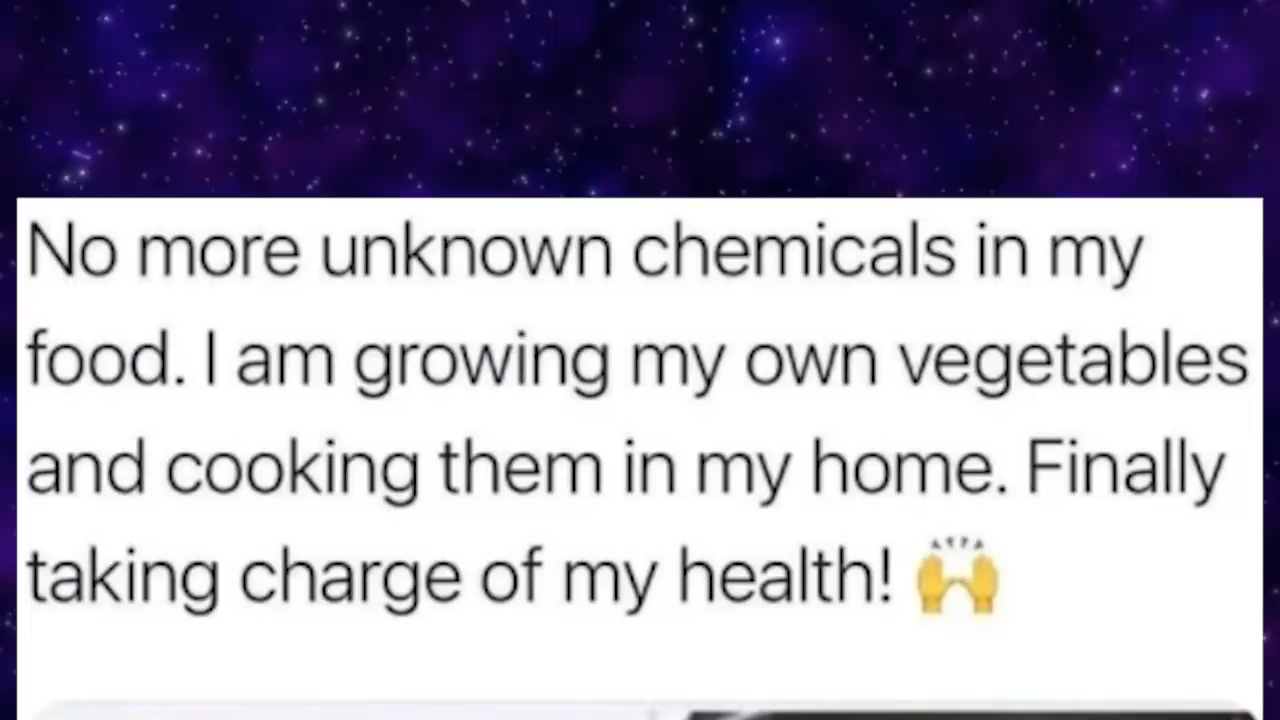 No more unknown chemicals in my
food. I am growing my own vegetables
and cooking them in my home. Finally
taking charge of my health! 🙌